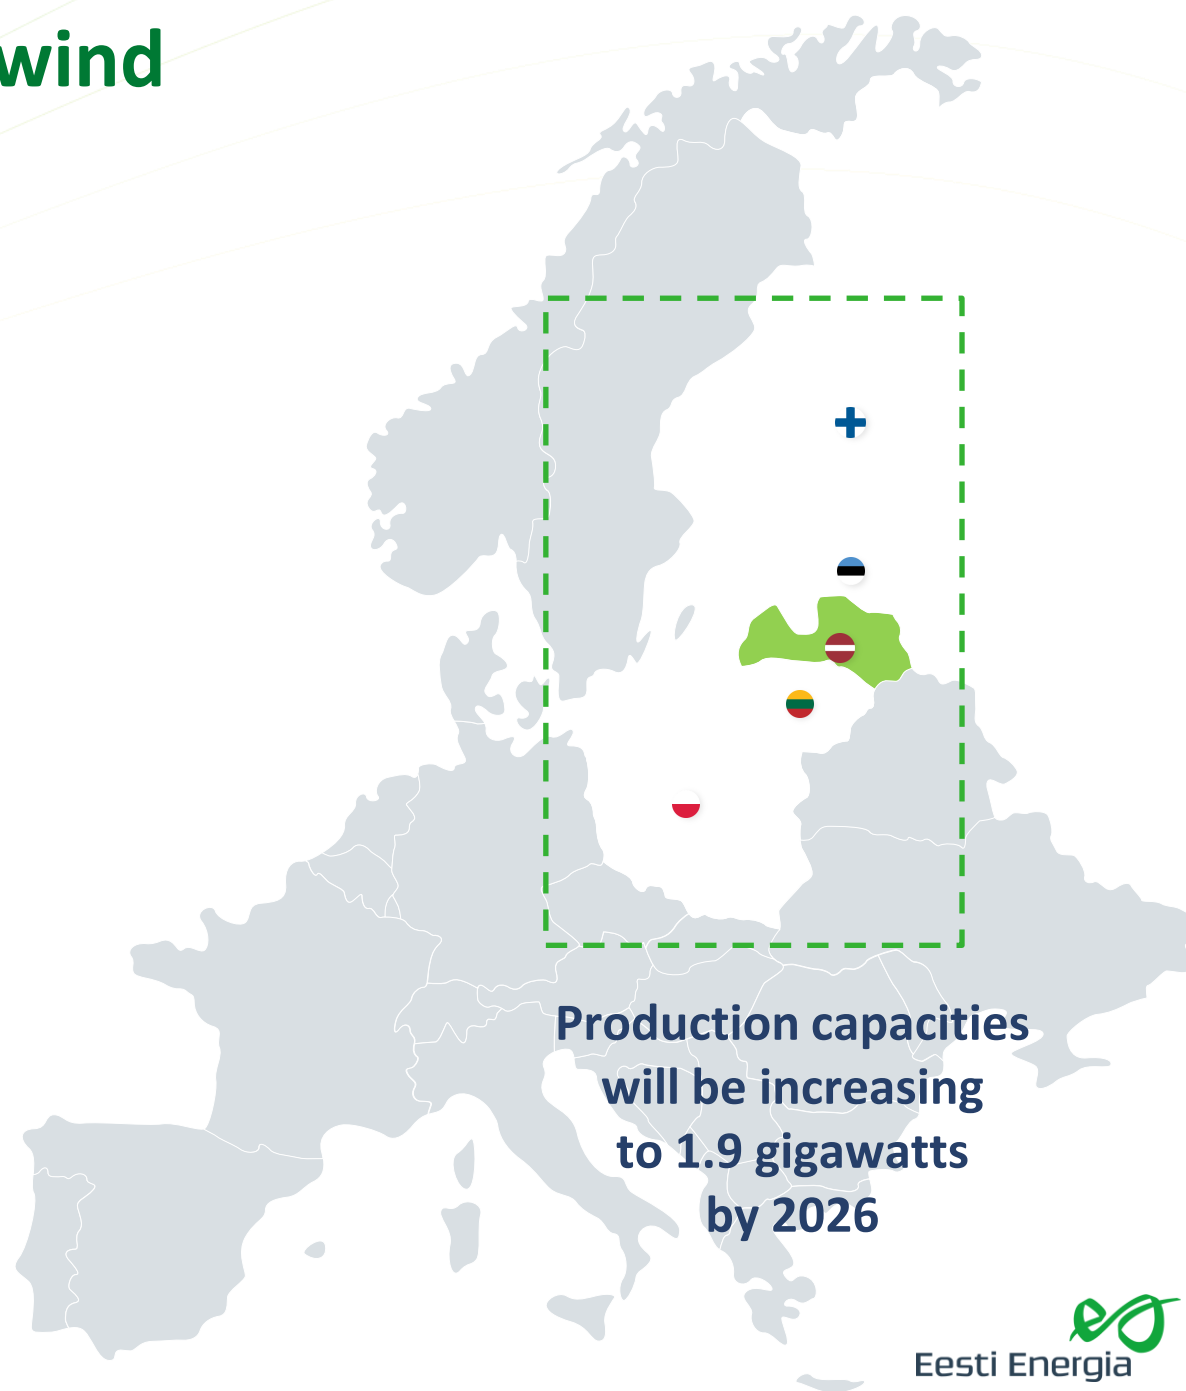 wind
Production capacities
will be increasing
to 1.9 gigawatts
by 2026
Eesti Energia